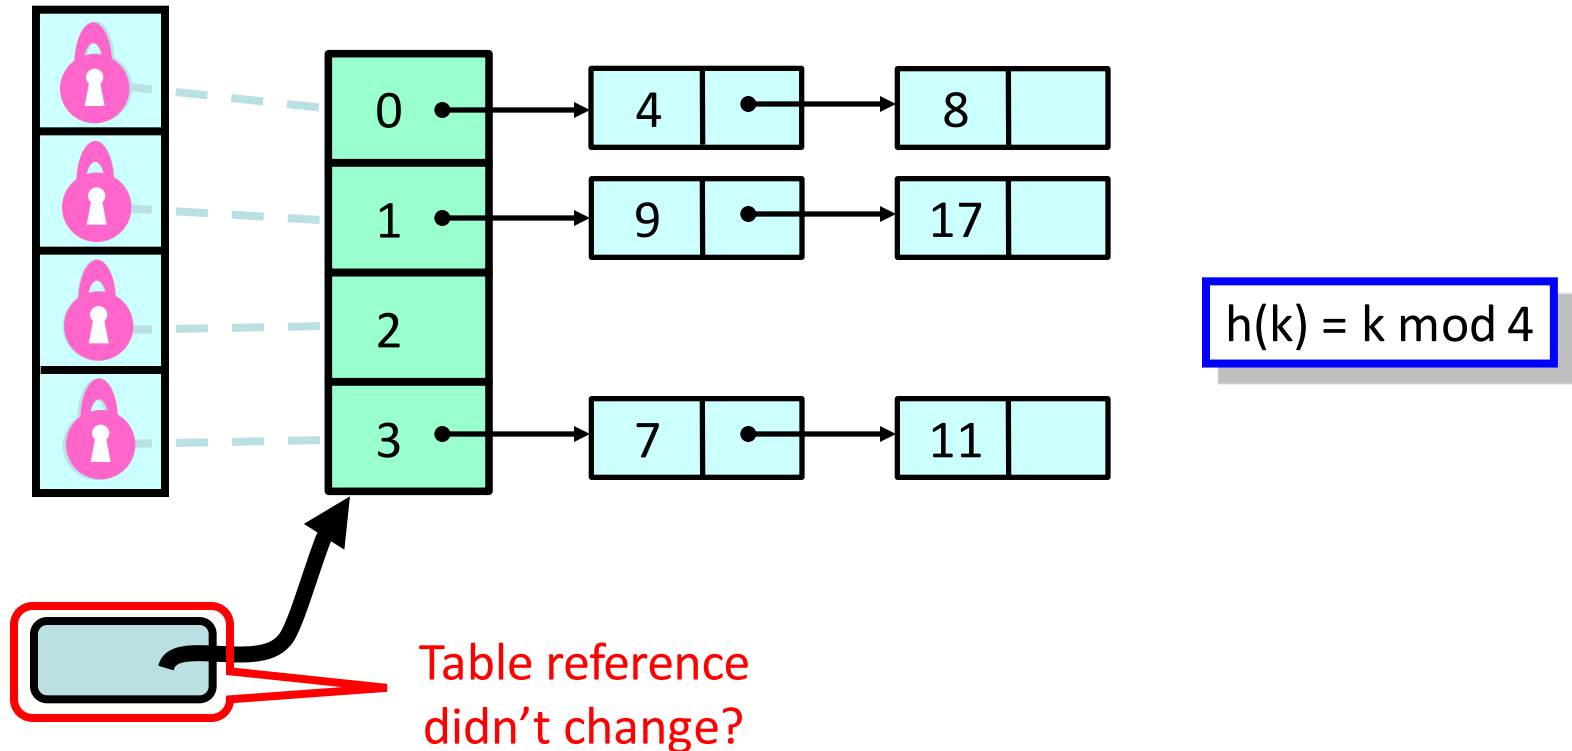 0 4 8
1 9 17
2
h(k) = k mod 4
3 7 11
Table reference
didn’t change?